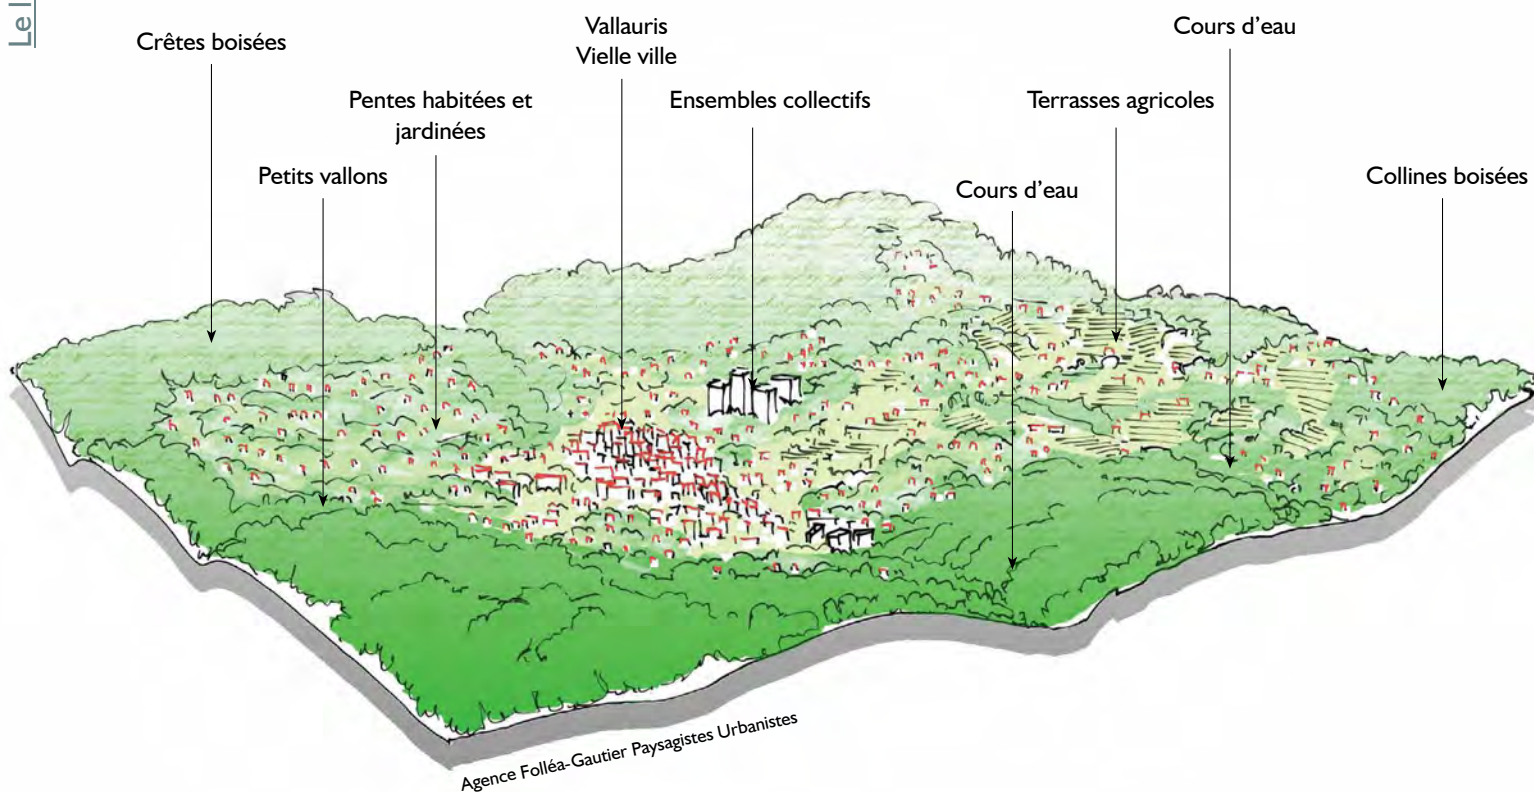 Le
Crêtes boisées
Vallauris
Vielle ville
Cours d'eau
Pentes habitées et
jardinées
Ensembles collectifs
Terrasses agricoles
Petits vallons
Cours d'eau
Collines boisées
Agence Folléa-Gautier Paysagistes Urbanistes